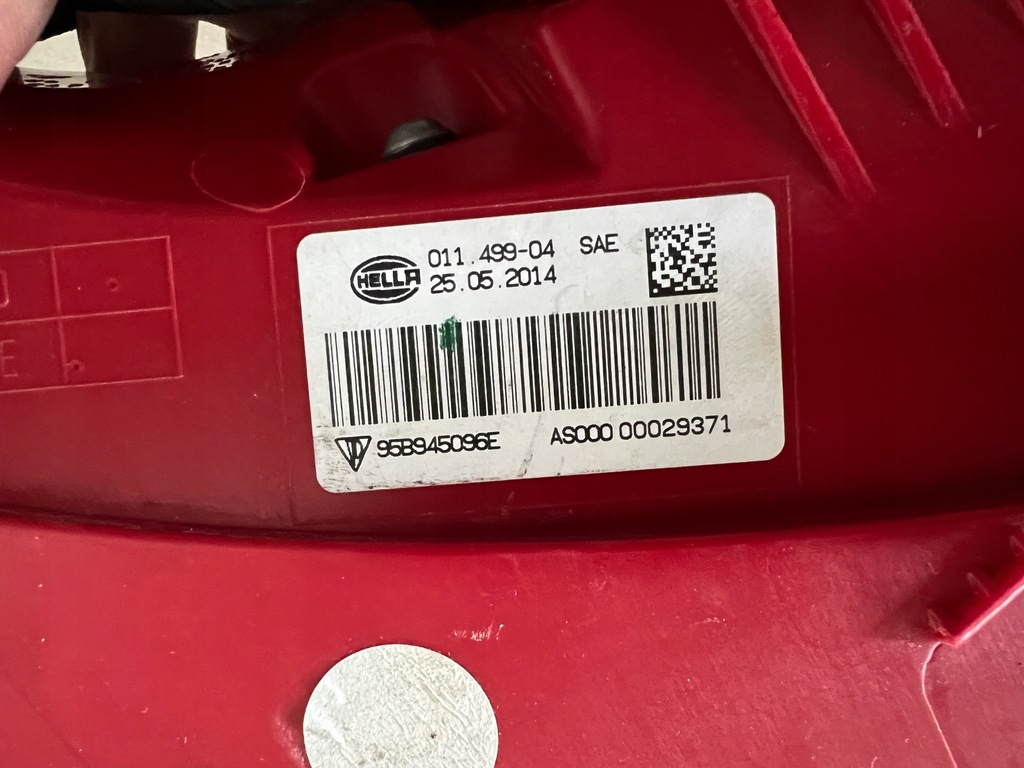 HELLA
011.499-04 SAE
25.05.2014
95B945096E AS000 00029371
E